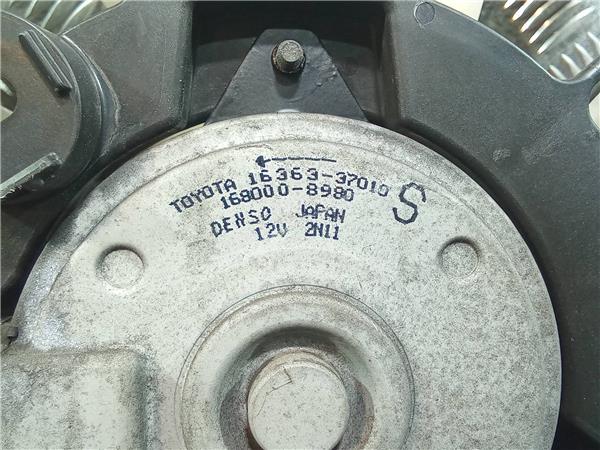 TOYOTA 16363-37010
168000-8980 S
DENSO JAPAN
12V 2N11